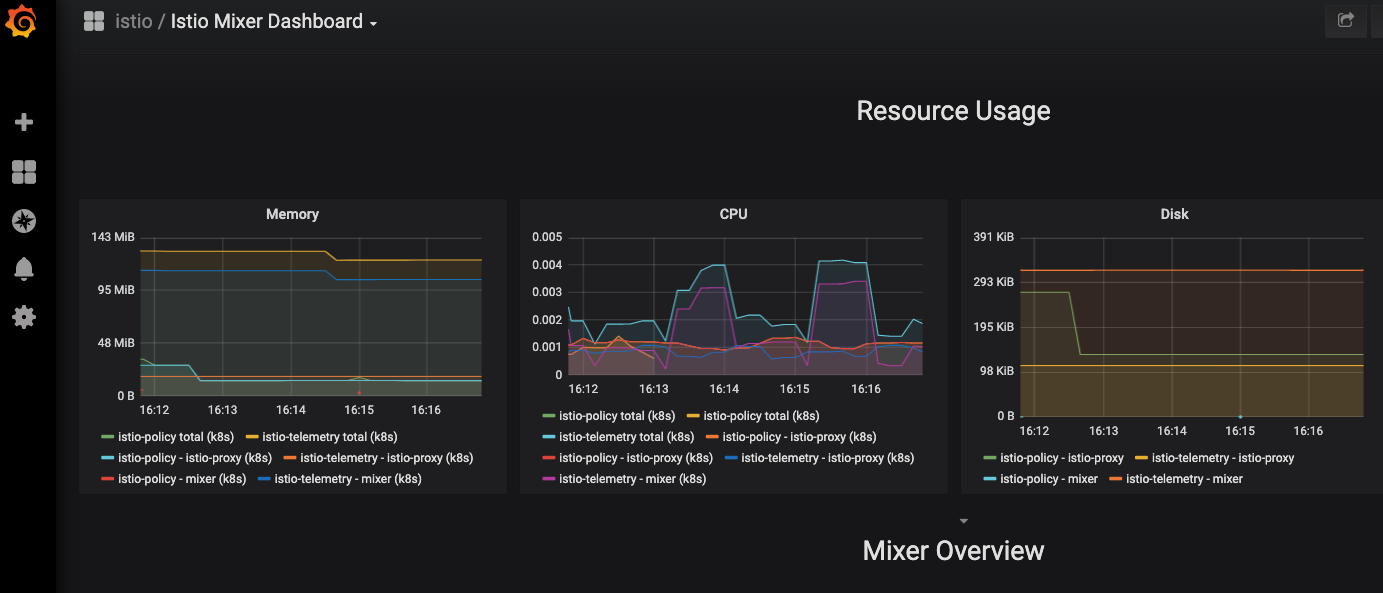 istio / Istio Mixer Dashboard
Resource Usage
Memory
143 MiB
95 MiB
48 MiB
0 B
16:12 16:13 16:14 16:15 16:16
istio-policy total (k8s) istio-telemetry total (k8s)
istio-policy - istio-proxy (k8s) istio-telemetry - istio-proxy (k8s)
istio-policy - mixer (k8s) istio-telemetry - mixer (k8s)
CPU
0.005
0.004
0.003
0.002
0.001
0
16:12 16:13 16:14 16:15 16:16
istio-policy total (k8s) istio-policy total (k8s)
istio-telemetry total (k8s) istio-policy - istio-proxy (k8s)
istio-policy - istio-proxy (k8s) istio-telemetry - istio-proxy (k8s)
istio-telemetry - mixer (k8s)
Disk
391 KiB
293 KiB
195 KiB
98 KiB
0 B
16:12 16:13 16:14 16:15 16:16
istio-policy - istio-proxy istio-telemetry - istio-proxy
istio-policy - mixer istio-telemetry - mixer
Mixer Overview